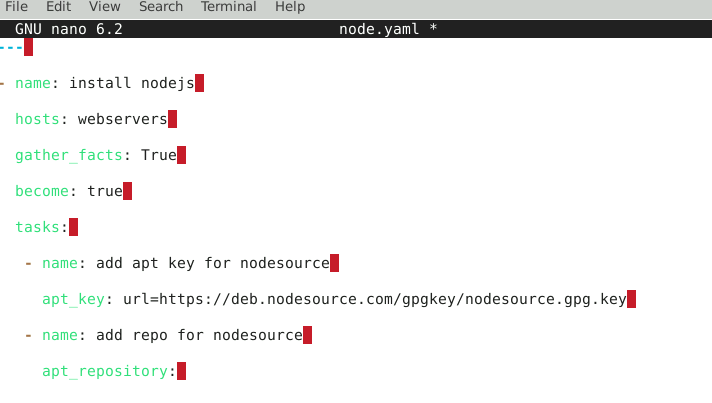 File Edit View Search Terminal Help
GNU nano 6.2 node.yaml *
---
- name: install nodejs
hosts: webservers
gather_facts: True
become: true
tasks:
- name: add apt key for nodesource
apt_key: url=https://deb.nodesource.com/gpgkey/nodesource.gpg.key
- name: add repo for nodesource
apt_repository: